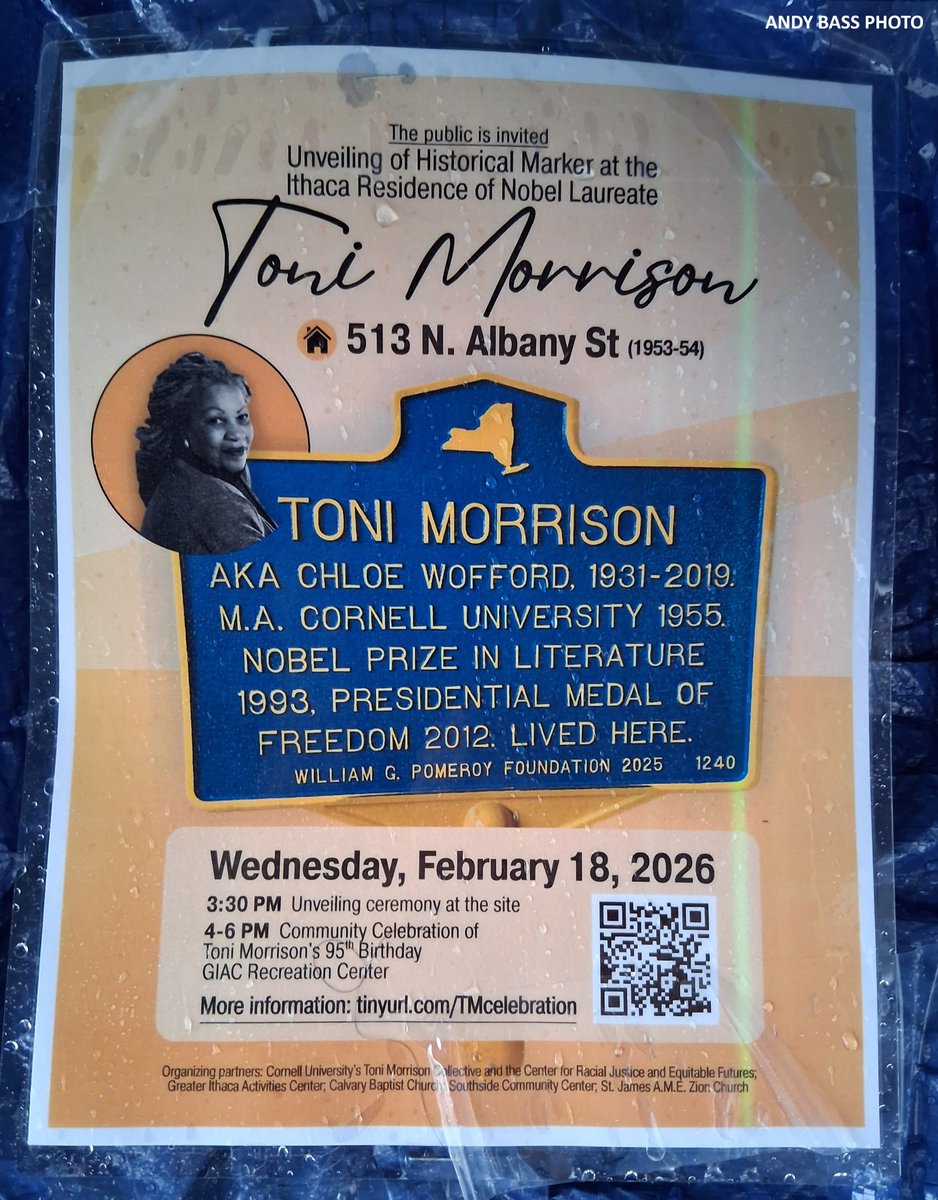 ANDY BASS PHOTO
The public is invited
Unveiling of Historical Marker at the
Ithaca Residence of Nobel Laureate
Toni Morrison
513 N. Albany St (1953-54)
TONI MORRISON
AKA CHLOE WOFFORD, 1931-2019.
M.A. CORNELL UNIVERSITY 1955.
NOBEL PRIZE IN LITERATURE
1993, PRESIDENTIAL MEDAL OF
FREEDOM 2012. LIVED HERE.
WILLIAM G. POMEROY FOUNDATION 2025 1240
Wednesday, February 18, 2026
3:30 PM Unveiling ceremony at the site
4-6 PM Community Celebration of
Toni Morrison's 95th Birthday
GIAC Recreation Center
More information: tinyurl.com/TMcelebration
Organizing partners: Cornell University's Toni Morrison Collective and the Center for Racial Justice and Equitable Futures;
Greater Ithaca Activities Center; Calvary Baptist Church; Southside Community Center; St. James A.M.E. Zion Church